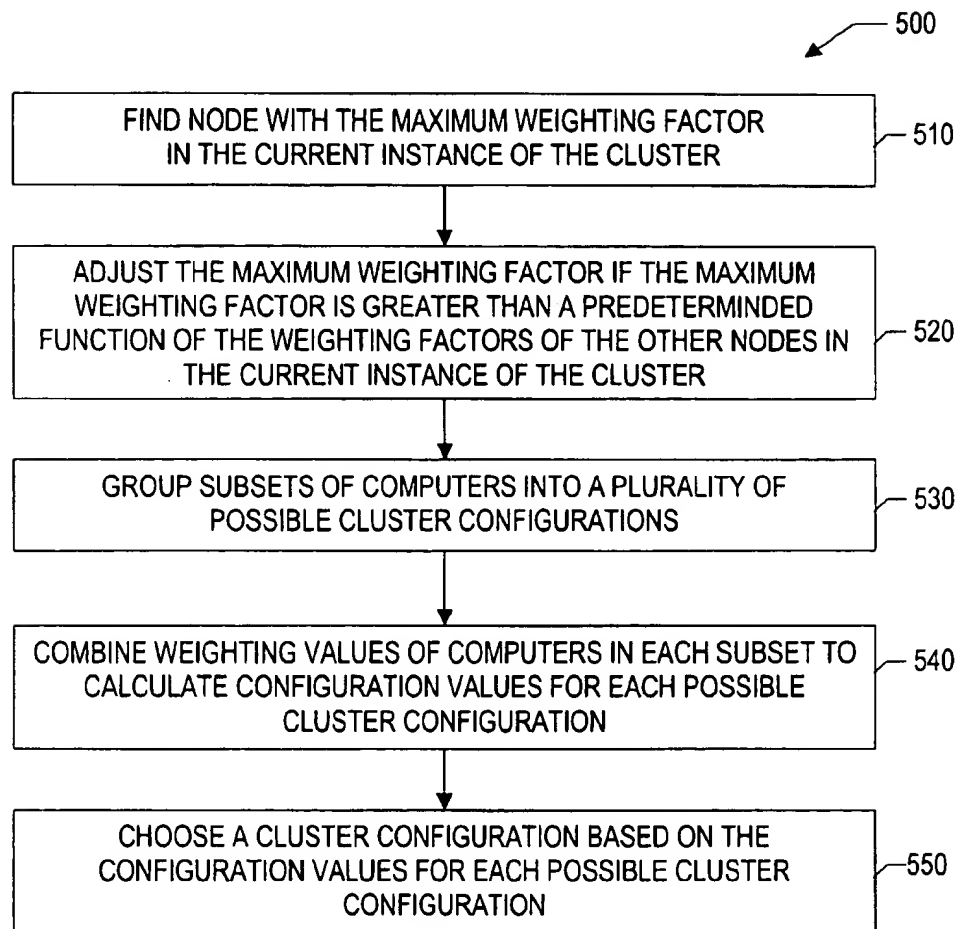 500
FIND NODE WITH THE MAXIMUM WEIGHTING FACTOR
IN THE CURRENT INSTANCE OF THE CLUSTER
510
ADJUST THE MAXIMUM WEIGHTING FACTOR IF THE MAXIMUM
WEIGHTING FACTOR IS GREATER THAN A PREDETERMINDED
FUNCTION OF THE WEIGHTING FACTORS OF THE OTHER NODES IN
THE CURRENT INSTANCE OF THE CLUSTER
520
GROUP SUBSETS OF COMPUTERS INTO A PLURALITY OF
POSSIBLE CLUSTER CONFIGURATIONS
530
COMBINE WEIGHTING VALUES OF COMPUTERS IN EACH SUBSET TO
CALCULATE CONFIGURATION VALUES FOR EACH POSSIBLE
CLUSTER CONFIGURATION
540
CHOOSE A CLUSTER CONFIGURATION BASED ON THE
CONFIGURATION VALUES FOR EACH POSSIBLE CLUSTER
CONFIGURATION
550